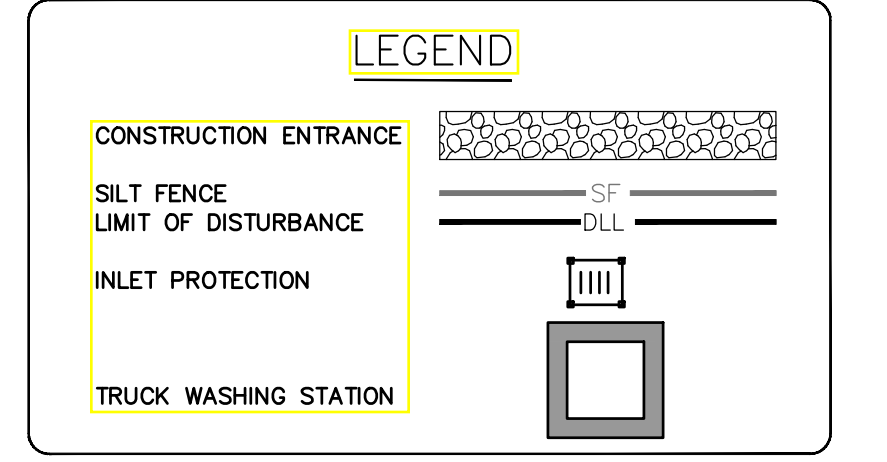 LEGEND
CONSTRUCTION ENTRANCE
SILT FENCE SF
LIMIT OF DISTURBANCE DLL
INLET PROTECTION
TRUCK WASHING STATION